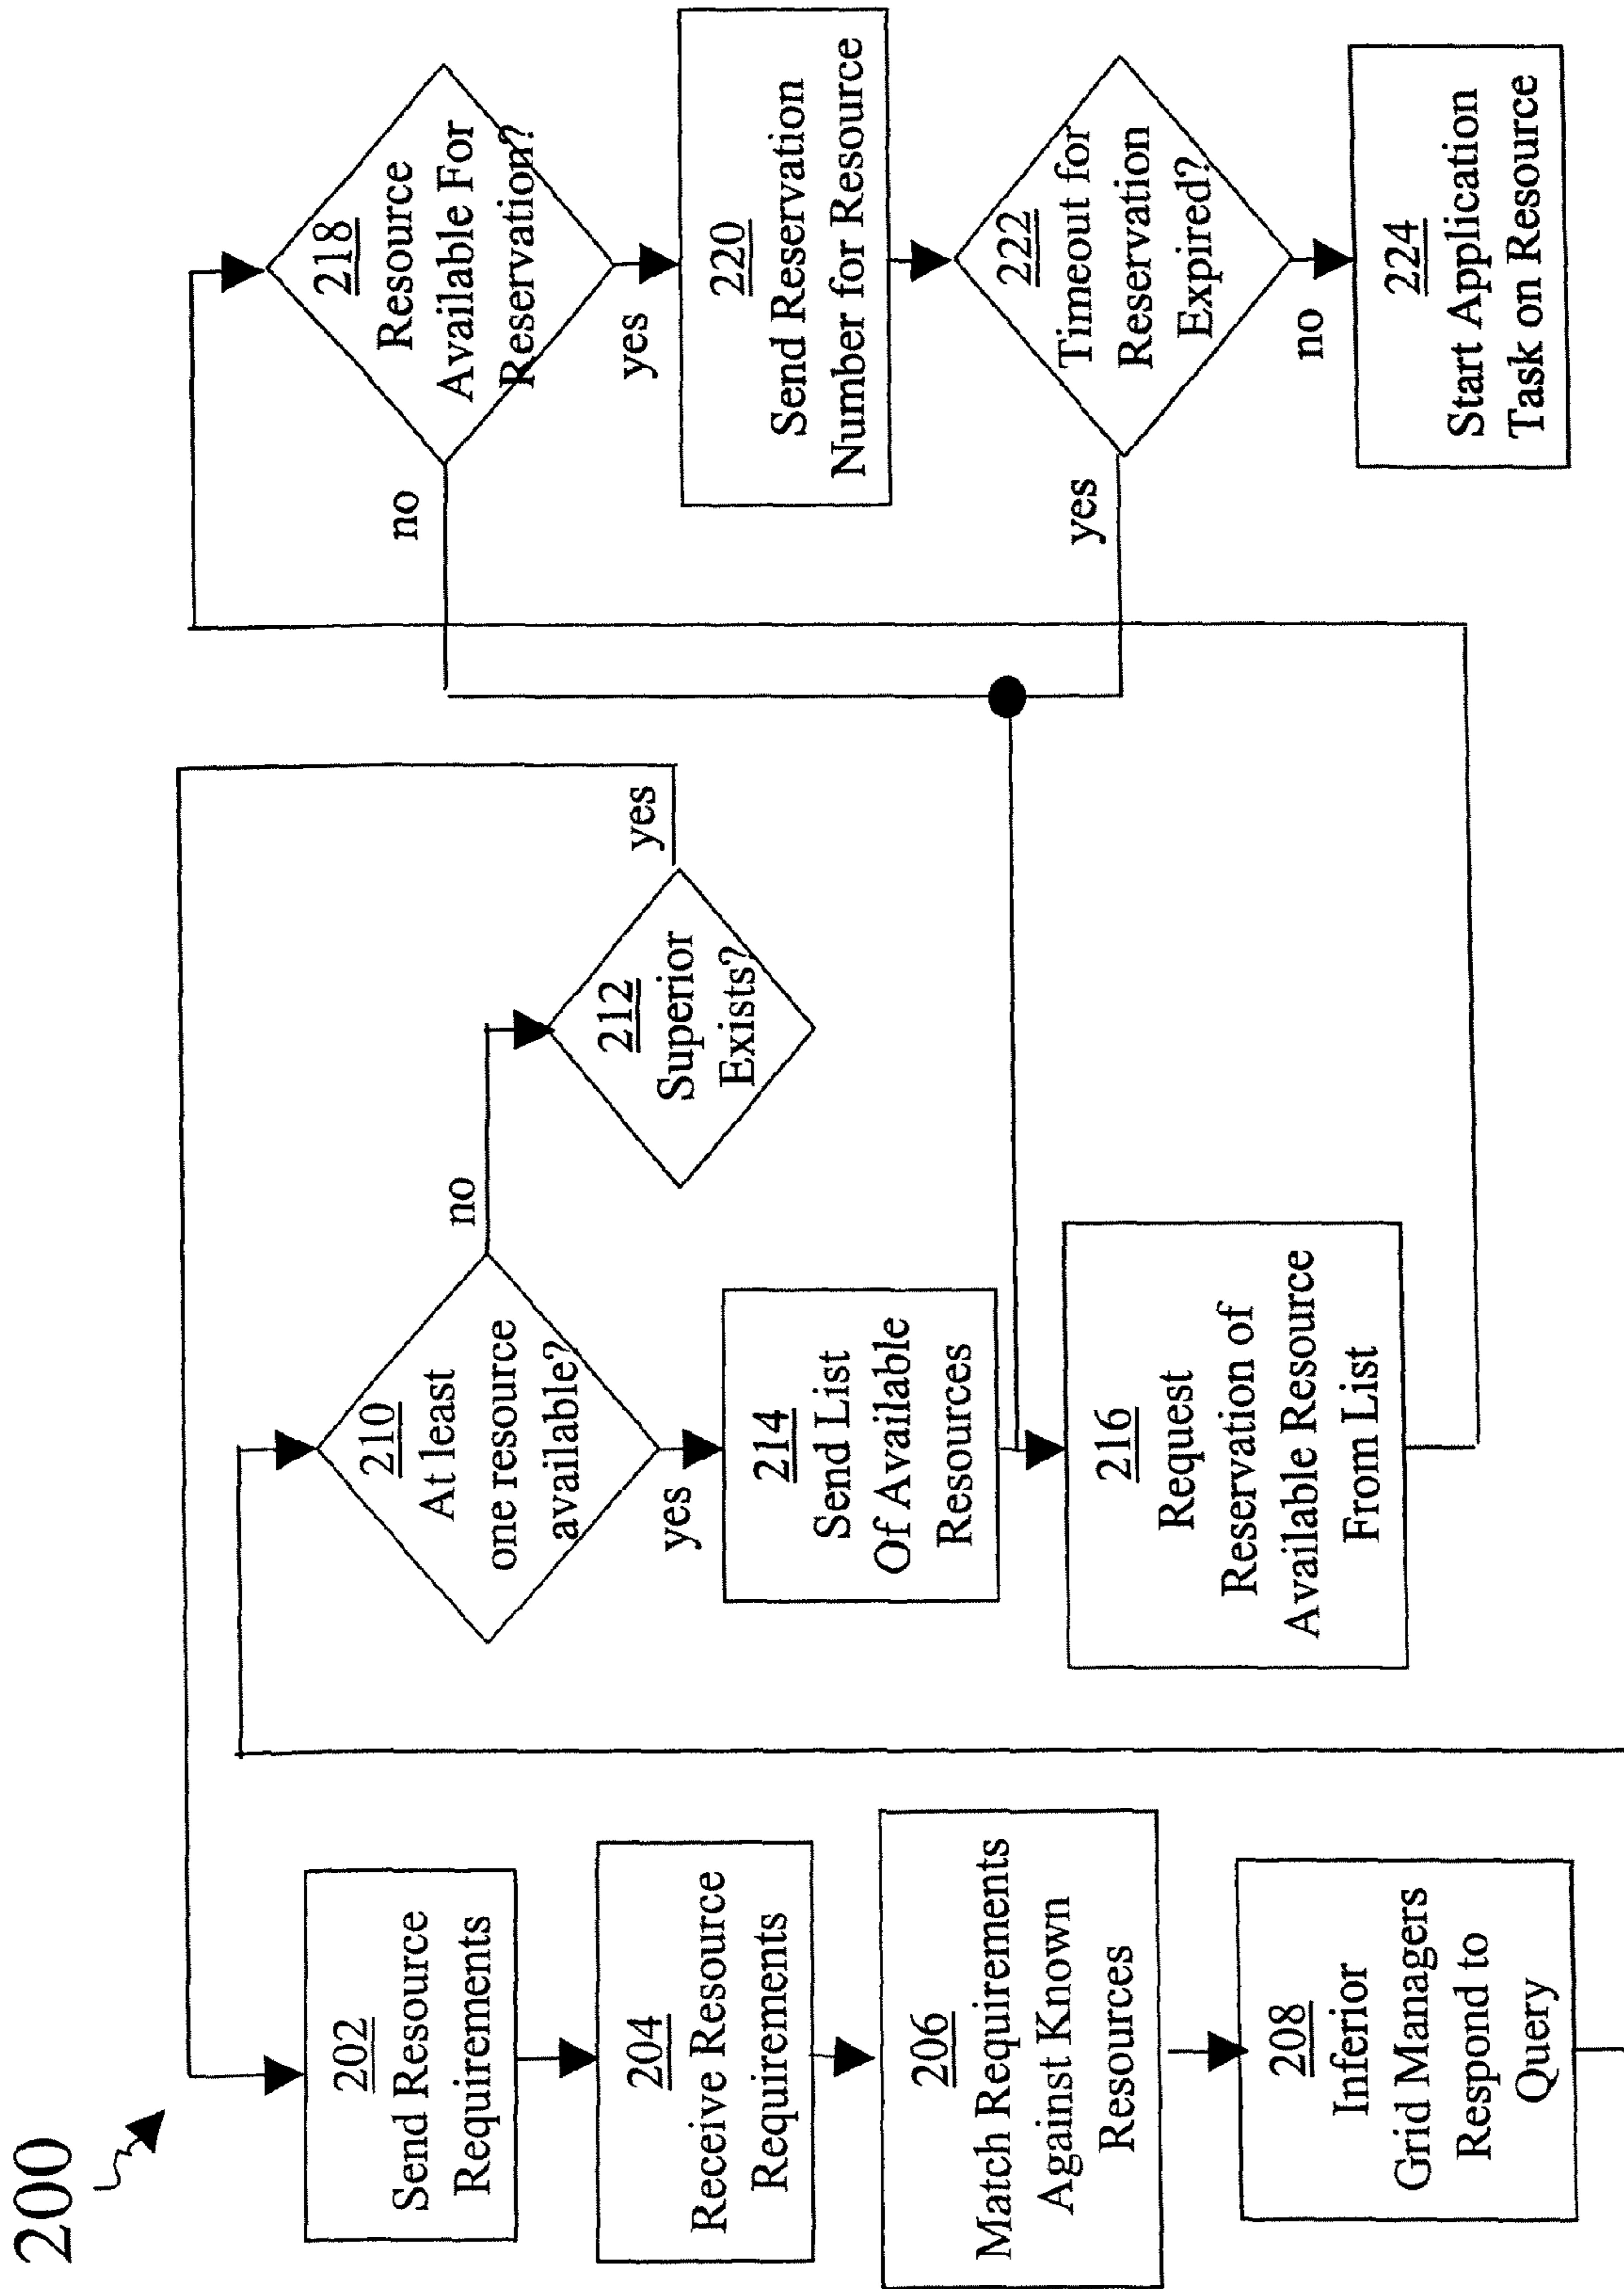 200
202
Send Resource
Requirements
204
Receive Resource
Requirements
206
Match Requirements
Against Known
Resources
208
Inferior
Grid Managers
Respond to
Query
210
At least
one resource
available?
no
yes
212
Superior
Exists?
yes
214
Send List
Of Available
Resources
216
Request
Reservation of
Available Resource
From List
218
Resource
Available For
Reservation?
no
yes
220
Send Reservation
Number for Resource
222
Timeout for
Reservation
Expired?
yes
no
224
Start Application
Task on Resource